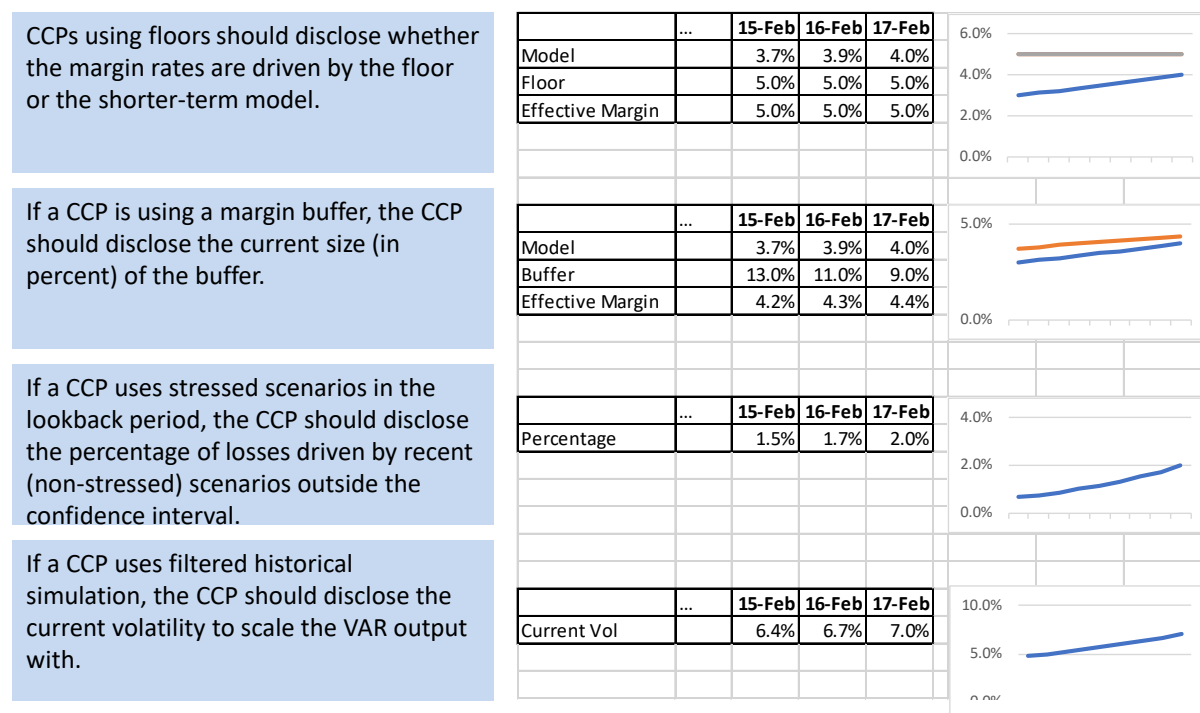 CCPs using floors should disclose whether
the margin rates are driven by the floor
or the shorter-term model.
... 15-Feb 16-Feb 17-Feb
Model 3.7% 3.9% 4.0%
Floor 5.0% 5.0% 5.0%
Effective Margin 5.0% 5.0% 5.0%
6.0%
4.0%
2.0%
0.0%
If a CCP is using a margin buffer, the CCP
should disclose the current size (in
percent) of the buffer.
... 15-Feb 16-Feb 17-Feb
Model 3.7% 3.9% 4.0%
Buffer 13.0% 11.0% 9.0%
Effective Margin 4.2% 4.3% 4.4%
5.0%
0.0%
If a CCP uses stressed scenarios in the
lookback period, the CCP should disclose
the percentage of losses driven by recent
(non-stressed) scenarios outside the
confidence interval.
... 15-Feb 16-Feb 17-Feb
Percentage 1.5% 1.7% 2.0%
4.0%
2.0%
0.0%
If a CCP uses filtered historical
simulation, the CCP should disclose the
current volatility to scale the VAR output
with.
... 15-Feb 16-Feb 17-Feb
Current Vol 6.4% 6.7% 7.0%
10.0%
5.0%
0.0%